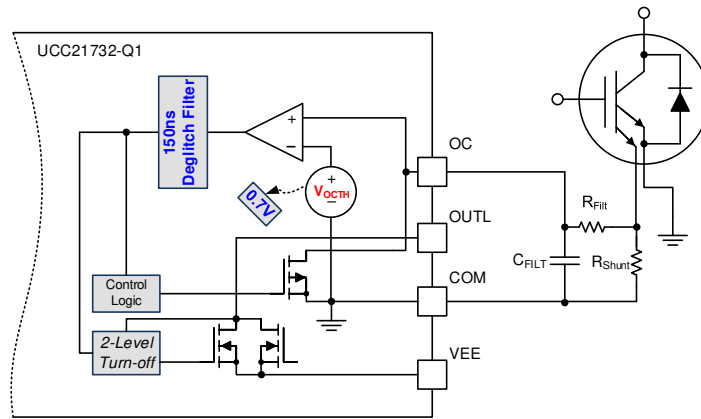 UCC21732-Q1
150ns
Deglitch Filter
+
−
+
VOCTH
−
0.7V
OC
OUTL
COM
VEE
RFilt
CFILT
RShunt
Control
Logic
2-Level
Turn-off